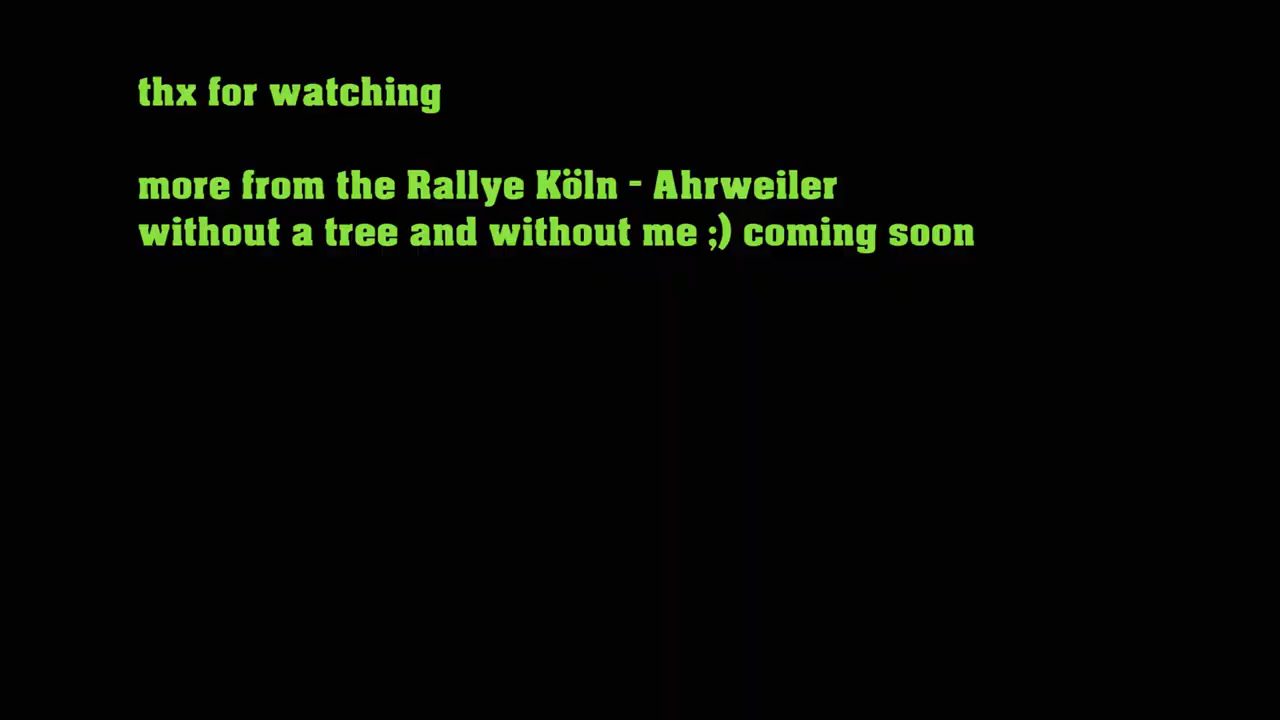 thx for watching
more from the Rallye Köln - Ahrweiler
without a tree and without me ;) coming soon